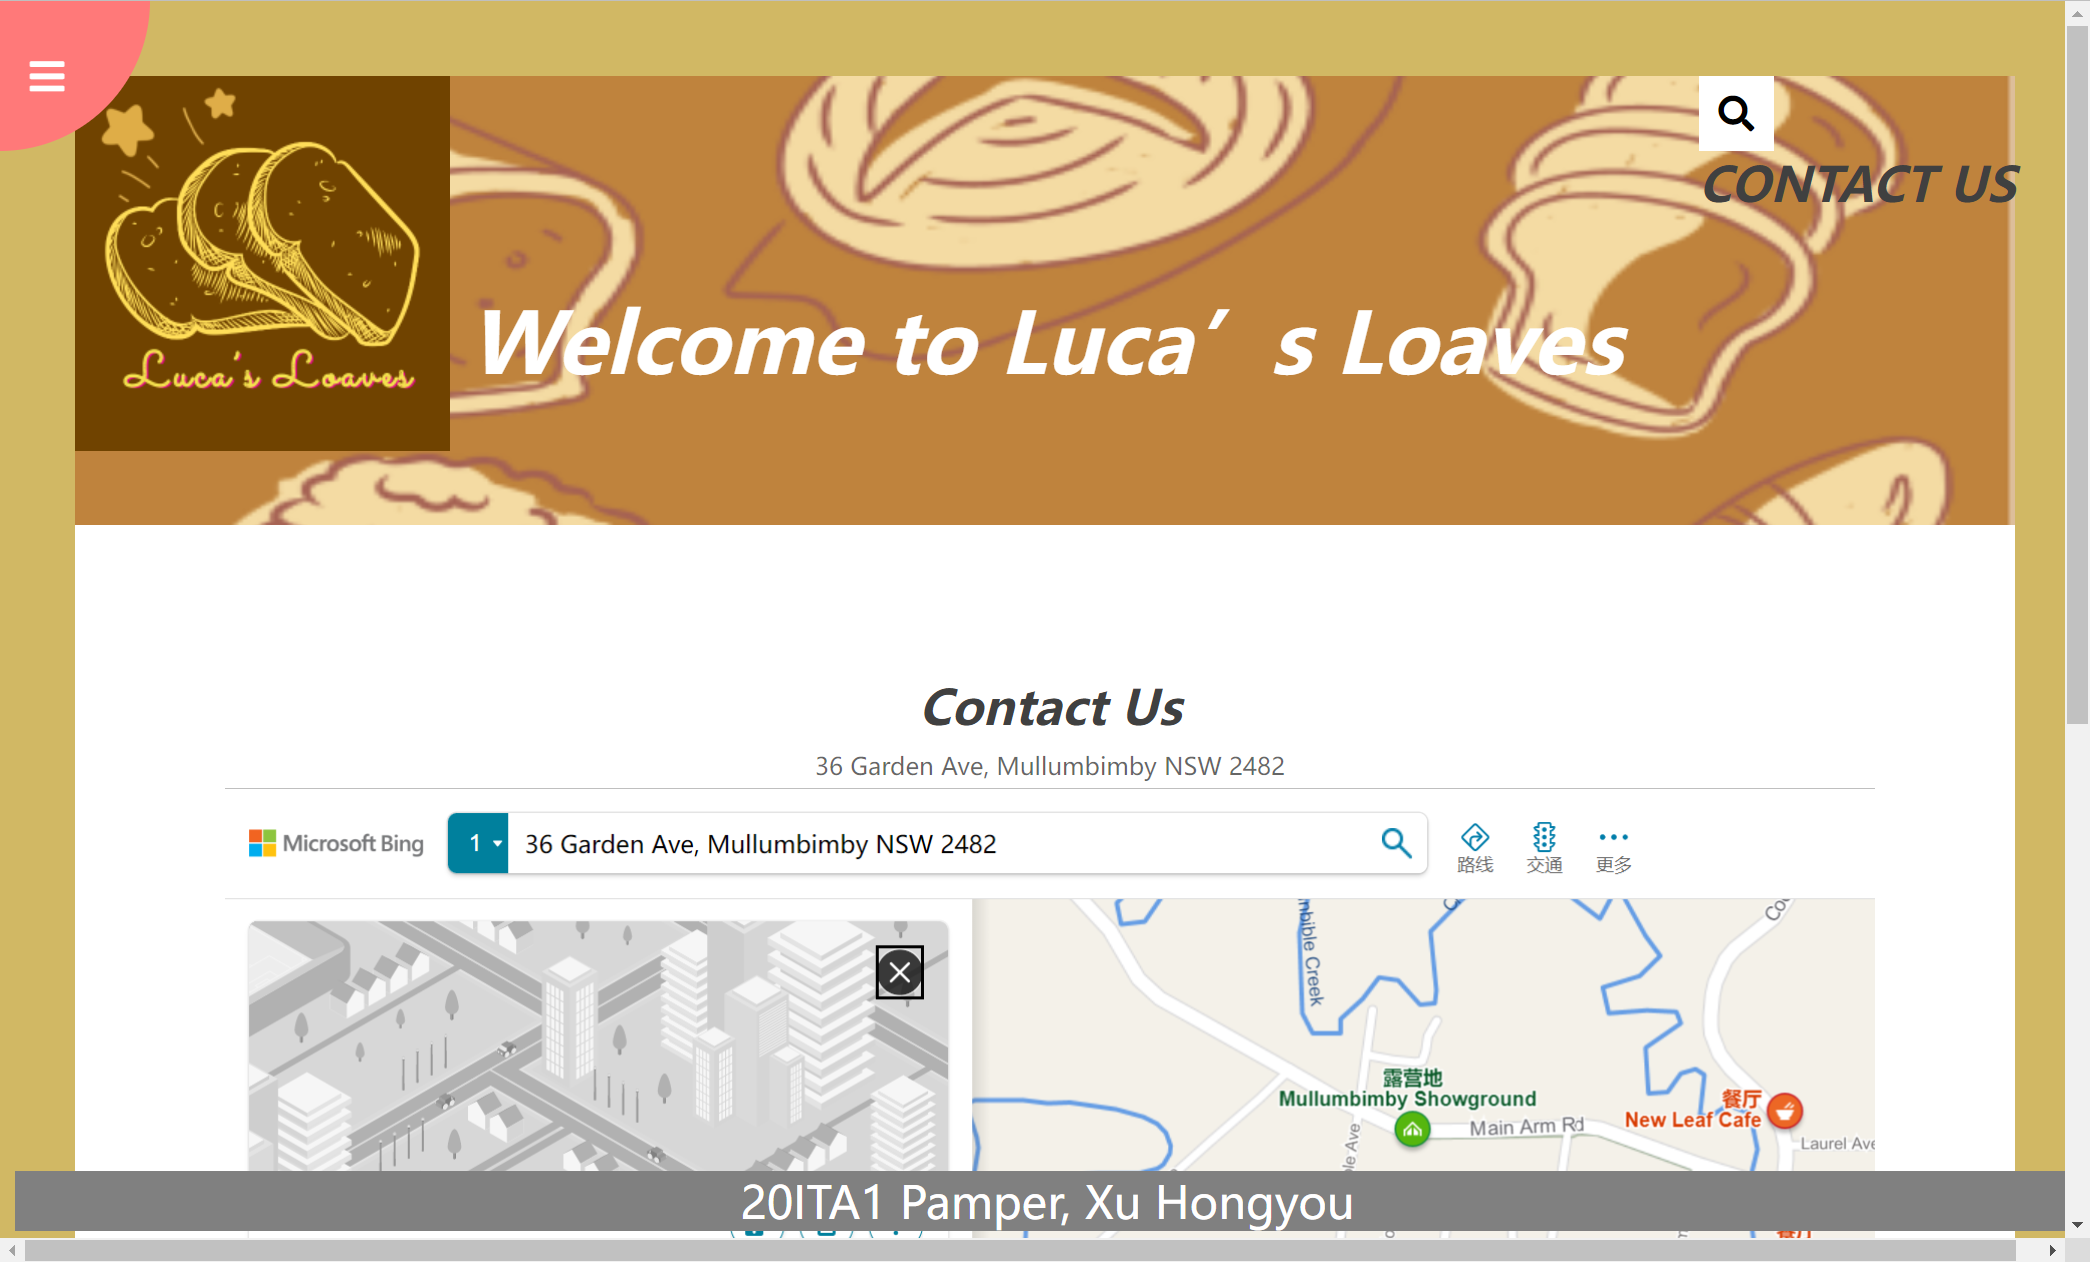 Luca's Loaves
CONTACT US
Welcome to Luca’s Loaves
Contact Us
36 Garden Ave, Mullumbimby NSW 2482
Microsoft Bing
1
36 Garden Ave, Mullumbimby NSW 2482
路线
交通
更多
Creek
露营地
Mullumbimby Showground
Main Arm Rd
餐厅
New Leaf Cafe
Laurel Ave
20ITA1 Pamper, Xu Hongyou